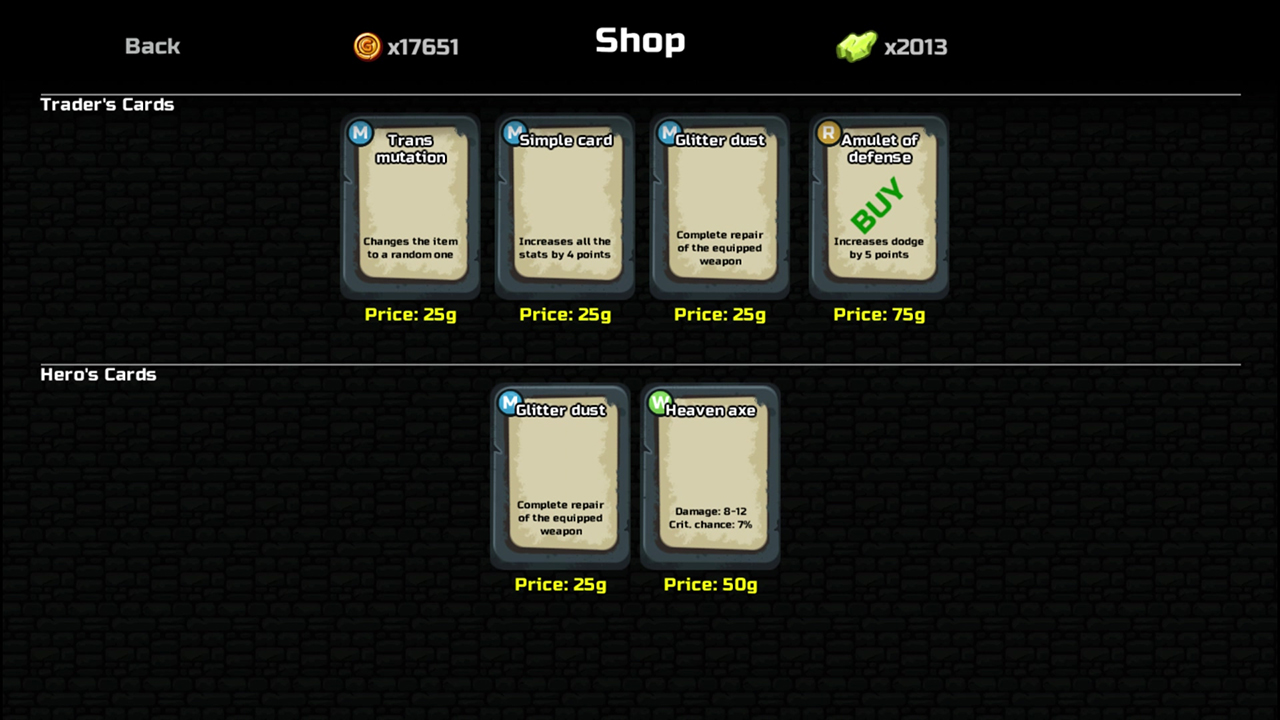 Back
x17651
Shop
x2013
Trader's Cards
M
Trans
mutation
Changes the item
to a random one
Price: 25g
M
Simple card
Increases all the
stats by 4 points
Price: 25g
M
Glitter dust
Complete repair
of the equipped
weapon
Price: 25g
R
Amulet of
defense
BUY
Increases dodge
by 5 points
Price: 75g
Hero's Cards
M
Glitter dust
Complete repair
of the equipped
weapon
Price: 25g
W
Heaven axe
Damage: 8-12
Crit. chance: 7%
Price: 50g